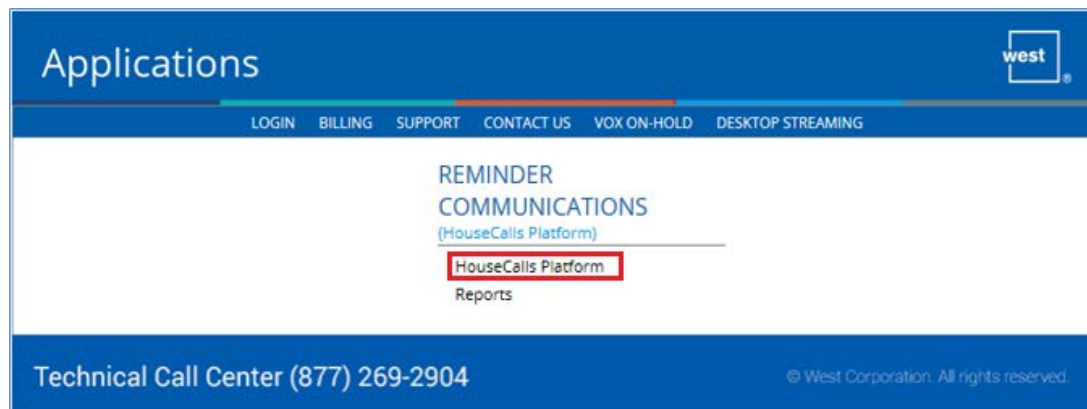 Applications
west ®
LOGIN BILLING SUPPORT CONTACT US VOX ON-HOLD DESKTOP STREAMING
REMINDER
COMMUNICATIONS
(HouseCalls Platform)
HouseCalls Platform
Reports
Technical Call Center (877) 269-2904
© West Corporation. All rights reserved.